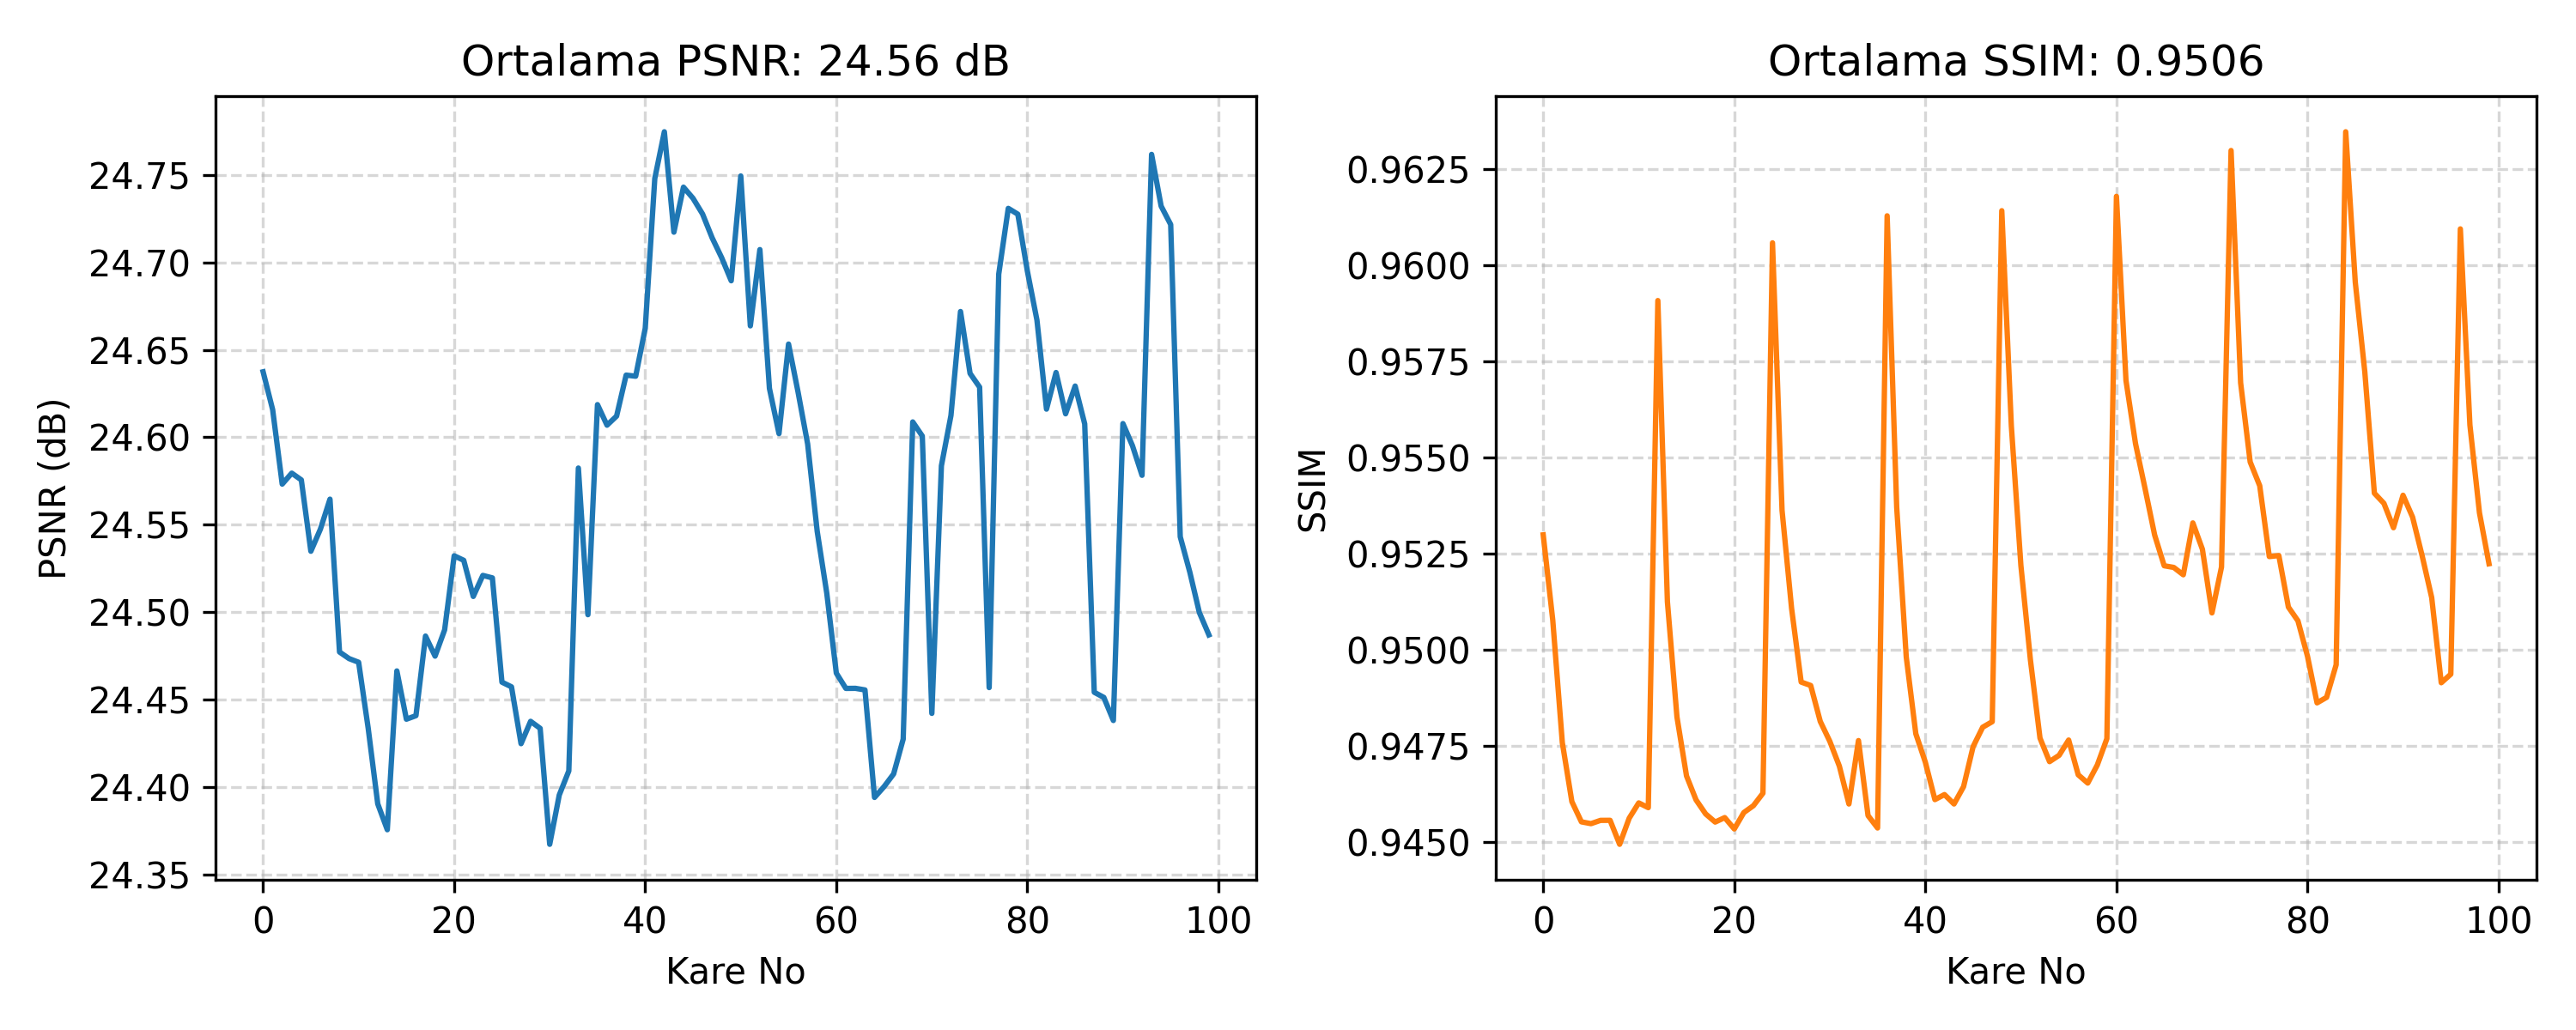 Ortalama PSNR: 24.56 dB
24.75
24.70
24.65
24.60
24.55
24.50
24.45
24.40
24.35
PSNR (dB)
0 20 40 60 80 100
Kare No
Ortalama SSIM: 0.9506
0.9625
0.9600
0.9575
0.9550
0.9525
0.9500
0.9475
0.9450
SSIM
0 20 40 60 80 100
Kare No